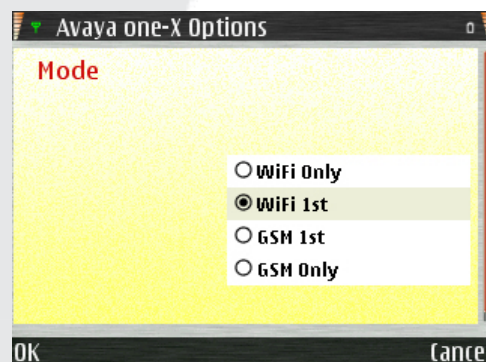 Avaya one-X Options
Mode
WiFi Only
WiFi 1st
GSM 1st
GSM Only
OK
Cance